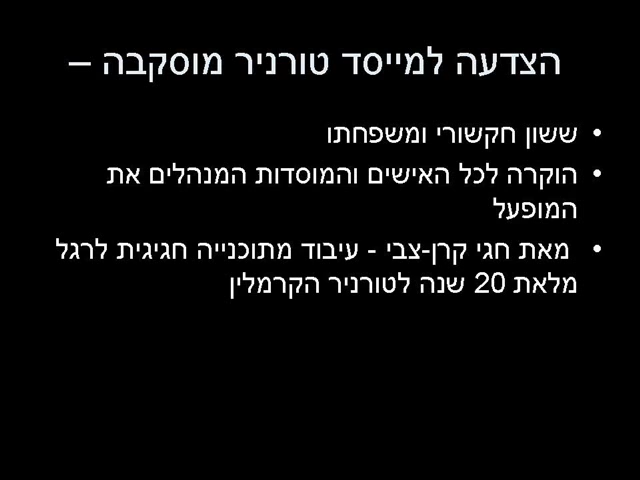 הצדעה למייסד טורניר מוסקבה –
• ששון חקשורי ומשפחתו
• הוקרה לכל האישים והמוסדות המנהלים את
המופעל
• מאת חגי קרן-צבי - עיבוד מתוכנייה חגיגית לרגל
מלאת 20 שנה לטורניר הקרמלין